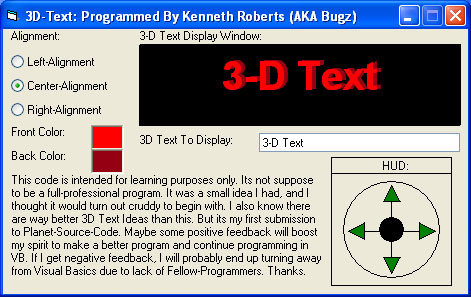 3D-Text: Programmed By Kenneth Roberts (AKA Bugz)
Alignment:
Left-Alignment
Center-Alignment
Right-Alignment
Front Color:
Back Color:
3-D Text Display Window:
3-D Text
3D Text To Display:
3-D Text
HUD:
This code is intended for learning purposes only. Its not suppose
to be a full-professional program. It was a small idea I had, and I
thought it would turn out cruddy to begin with. I also know there
are way better 3D Text Ideas than this. But its my first submission
to Planet-Source-Code. Maybe some positive feedback will boost
my spirit to make a better program and continue programming in
VB. If I get negative feedback, I will probably end up turning away
from Visual Basics due to lack of Fellow-Programmers. Thanks.